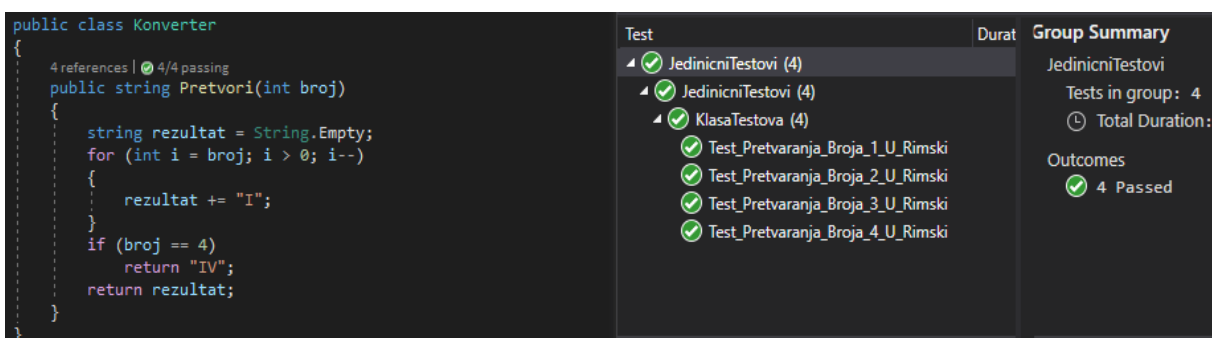 public class Konverter
{
4 references | 4/4 passing
public string Pretvori(int broj)
{
string rezultat = String.Empty;
for (int i = broj; i > 0; i--)
{
rezultat += "I";
}
if (broj == 4)
return "IV";
return rezultat;
}
}
Test Durat
JedinicniTestovi (4)
JedinicniTestovi (4)
KlasaTestova (4)
Test_Pretvaranja_Broja_1_U_Rimski
Test_Pretvaranja_Broja_2_U_Rimski
Test_Pretvaranja_Broja_3_U_Rimski
Test_Pretvaranja_Broja_4_U_Rimski
Group Summary
JedinicniTestovi
Tests in group: 4
Total Duration:
Outcomes
4 Passed